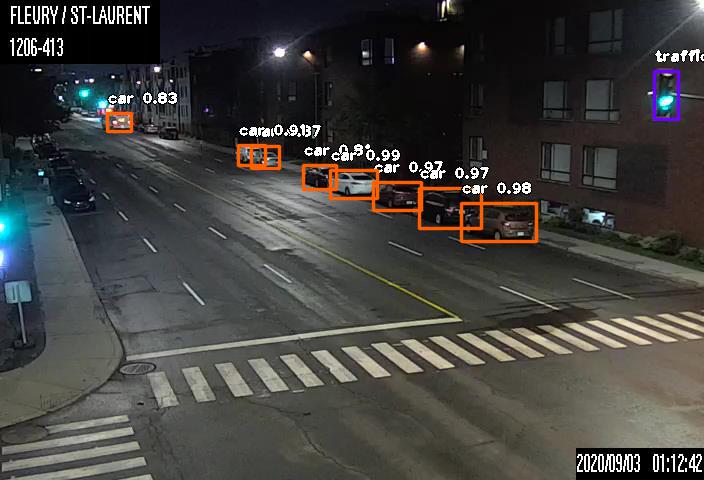 FLEURY / ST-LAURENT
1206-413
traffic
car 0.83
car 0.99
car 0.97
car 0.97
car 0.98
2020/09/03 01:12:42